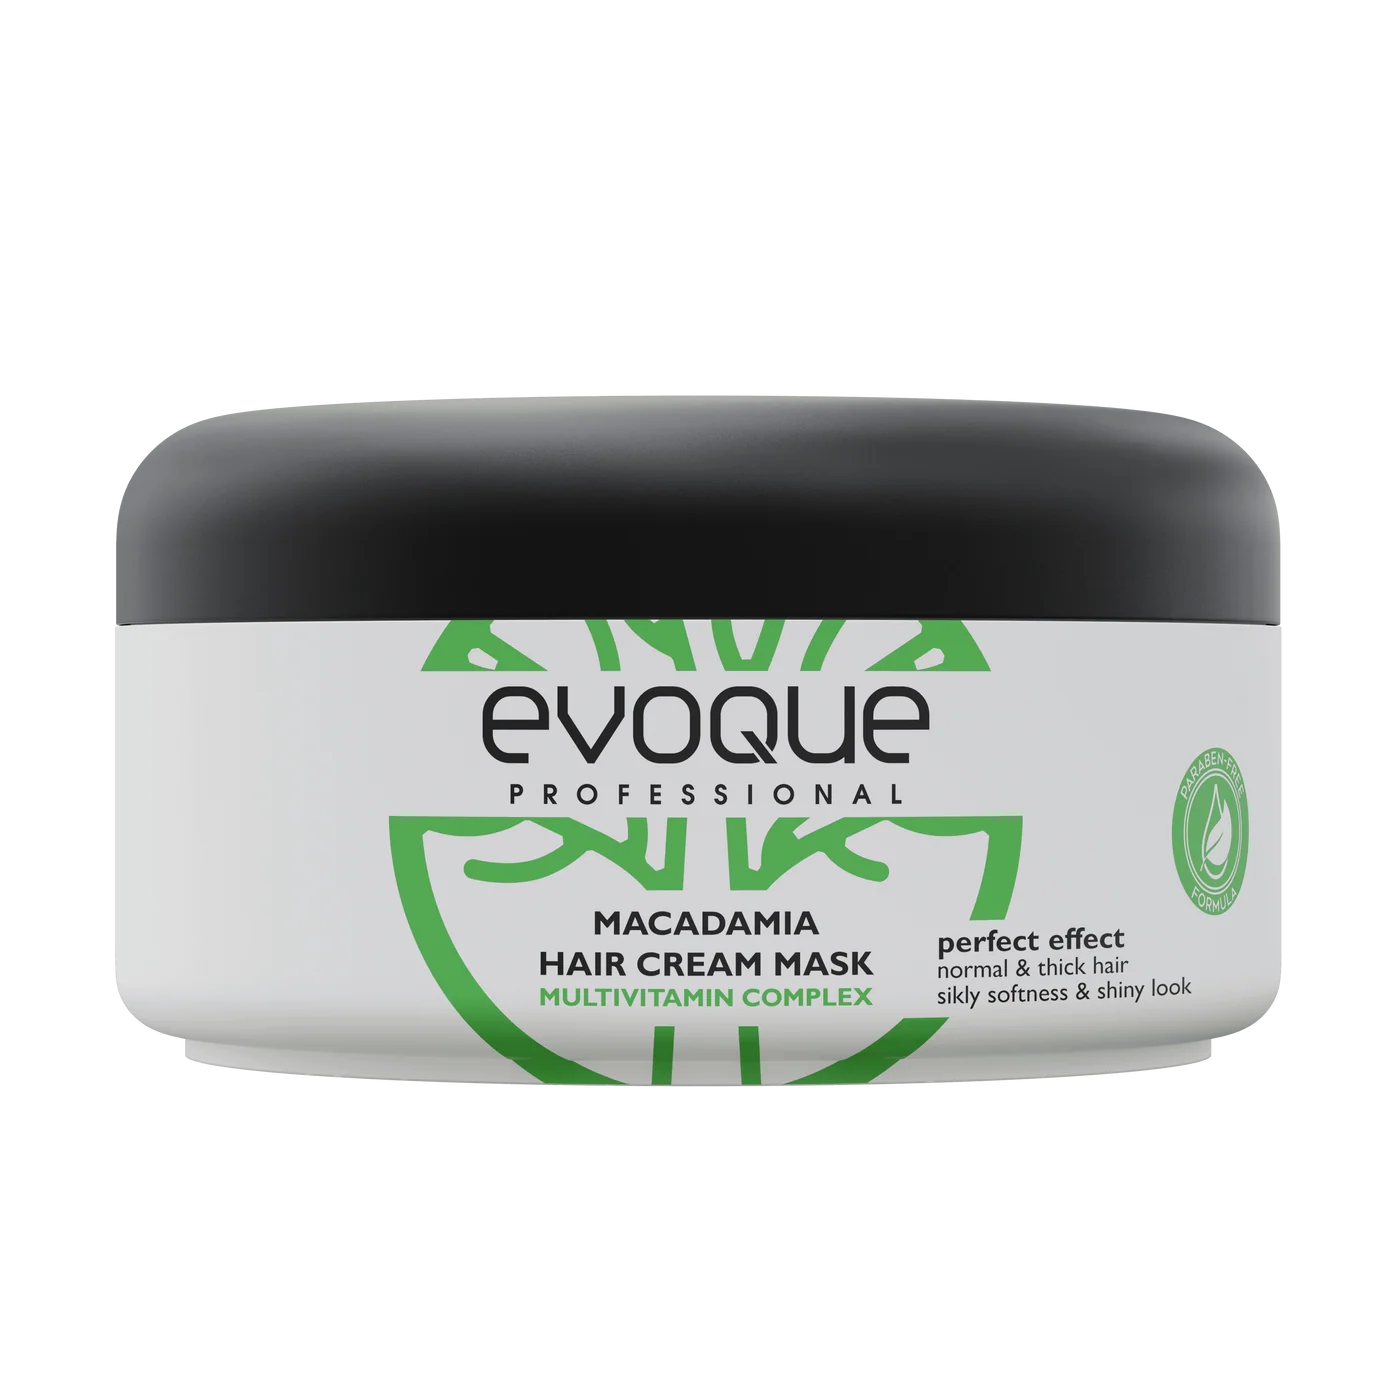 evoque
PROFESSIONAL
MACADAMIA
HAIR CREAM MASK
MULTIVITAMIN COMPLEX
PARABEN-FREE
FORMULA
perfect effect
normal & thick hair
sikly softness & shiny look